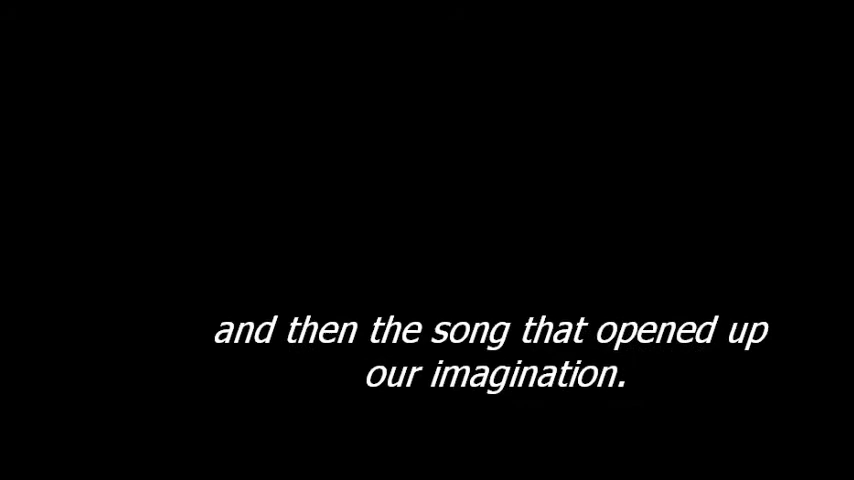 and then the song that opened up
our imagination.